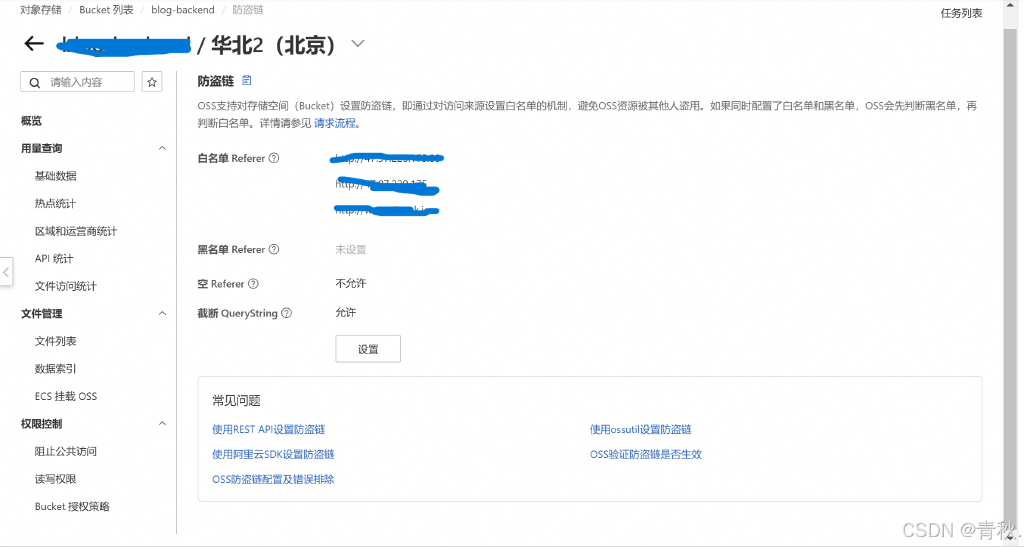 对象存储 / Bucket 列表 / blog-backend / 防盗链
任务列表
/ 华北2（北京）
请输入内容
防盗链
OSS支持对存储空间（Bucket）设置防盗链，即通过对访问来源设置白名单的机制，避免OSS资源被其他人盗用。如果同时配置了白名单和黑名单，OSS会先判断黑名单，再
判断白名单。详情请参见 请求流程。
概览
用量查询
白名单 Referer
基础数据
http://
热点统计
区域和运营商统计
黑名单 Referer
未设置
API 统计
空 Referer
不允许
文件访问统计
文件管理
截断 QueryString
允许
文件列表
设置
数据索引
ECS 挂载 OSS
常见问题
权限控制
使用REST API设置防盗链
使用ossutil设置防盗链
阻止公共访问
使用阿里云SDK设置防盗链
OSS验证防盗链是否生效
读写权限
OSS防盗链配置及错误排除
Bucket 授权策略
CSDN @青秋.